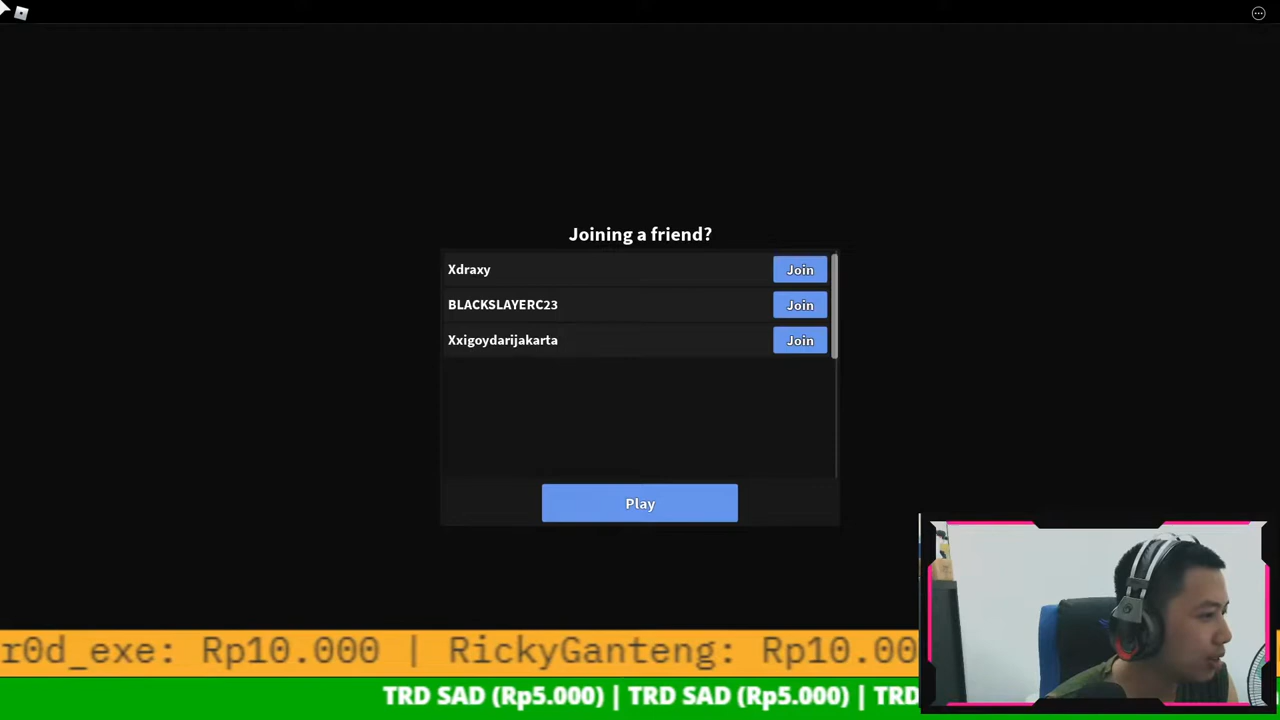 Joining a friend?
Xdraxy Join
BLACKSLAYERC23 Join
Xxigoydarijakarta Join
Play
r0d_exe: Rp10.000 | RickyGanteng: Rp10.00
TRD SAD (Rp5.000) | TRD SAD (Rp5.000) | TRD